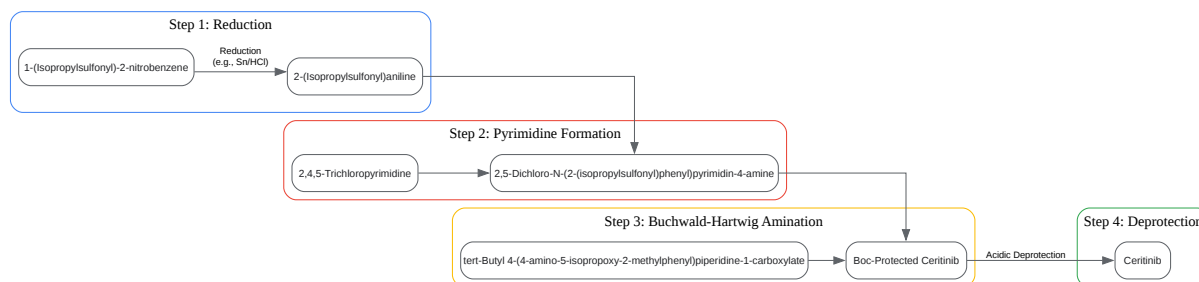 Step 1: Reduction
1-(Isopropylsulfonyl)-2-nitrobenzene
Reduction
(e.g., Sn/HCl)
2-(Isopropylsulfonyl)aniline
Step 2: Pyrimidine Formation
2,4,5-Trichloropyrimidine
2,5-Dichloro-N-(2-(isopropylsulfonyl)phenyl)pyrimidin-4-amine
Step 3: Buchwald-Hartwig Amination
tert-Butyl 4-(4-amino-5-isopropoxy-2-methylphenyl)piperidine-1-carboxylate
Boc-Protected Ceritinib
Acidic Deprotection
Step 4: Deprotection
Ceritinib